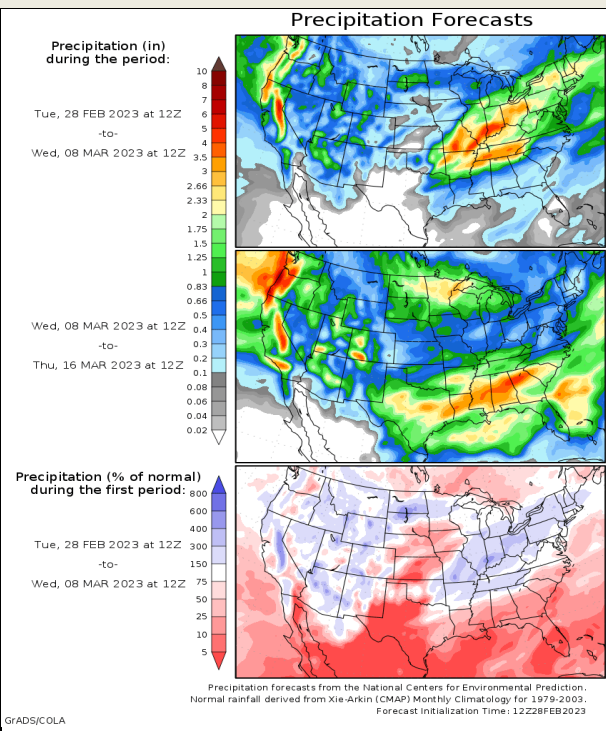 Precipitation Forecasts
Precipitation (in)
during the period:
Tue, 28 FEB 2023 at 12Z
-to-
Wed, 08 MAR 2023 at 12Z
10
8
7
6
5
4
3.5
3
2.66
2.33
2
1.75
1.5
1.25
1
0.83
0.66
0.5
0.4
0.3
0.2
0.1
0.08
0.06
0.04
0.02
Wed, 08 MAR 2023 at 12Z
-to-
Thu, 16 MAR 2023 at 12Z
Precipitation (% of normal)
during the first period:
Tue, 28 FEB 2023 at 12Z
-to-
Wed, 08 MAR 2023 at 12Z
800
600
400
300
150
75
50
25
10
5
Precipitation forecasts from the National Centers for Environmental Prediction.
Normal rainfall derived from Xie-Arkin (CMAP) Monthly Climatology for 1979-2003.
Forecast Initialization Time: 12Z28FEB2023
GrADS/COLA